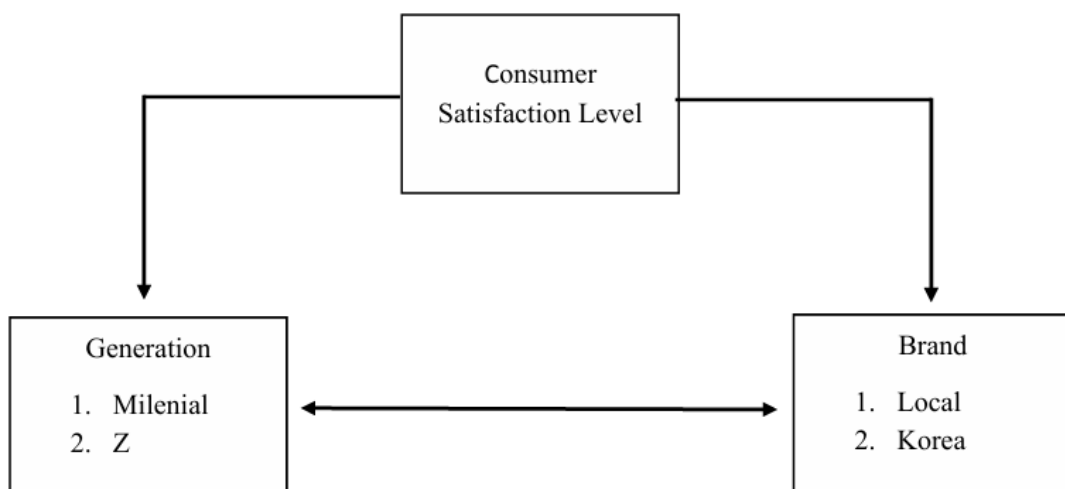 Consumer
Satisfaction Level
Generation
1. Milenial
2. Z
Brand
1. Local
2. Korea